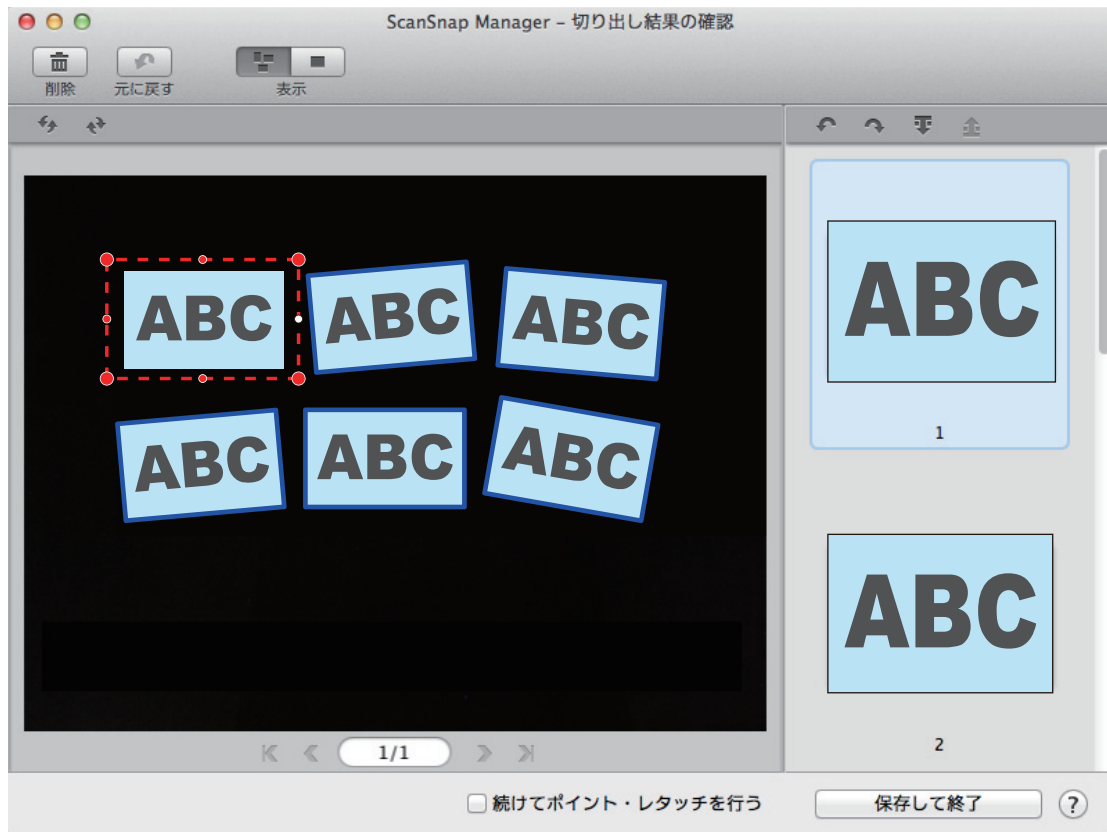 ScanSnap Manager – 切り出し結果の確認
削除 元に戻す 表示
ABC ABC ABC
ABC ABC ABC
1/1
ABC
1
ABC
2
続けてポイント・レタッチを行う 保存して終了 ?